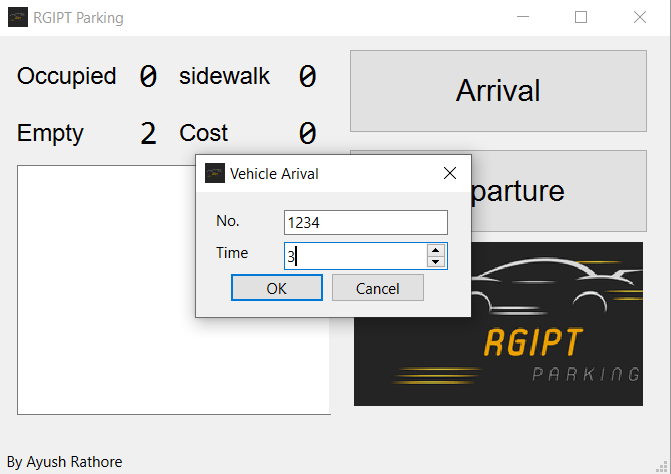 RGIPT Parking
Occupied 0 sidewalk 0
Arrival
Empty 2 Cost 0
parture
Vehicle Arival
No. 1234
Time 3
OK Cancel
RGIPT
PARKING
By Ayush Rathore